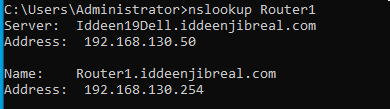 C:\Users\Administrator>nslookup Router1
Server:  Iddeen19Dell.iddeenjibreal.com
Address:  192.168.130.50
Name:    Router1.iddeenjibreal.com
Address:  192.168.130.254